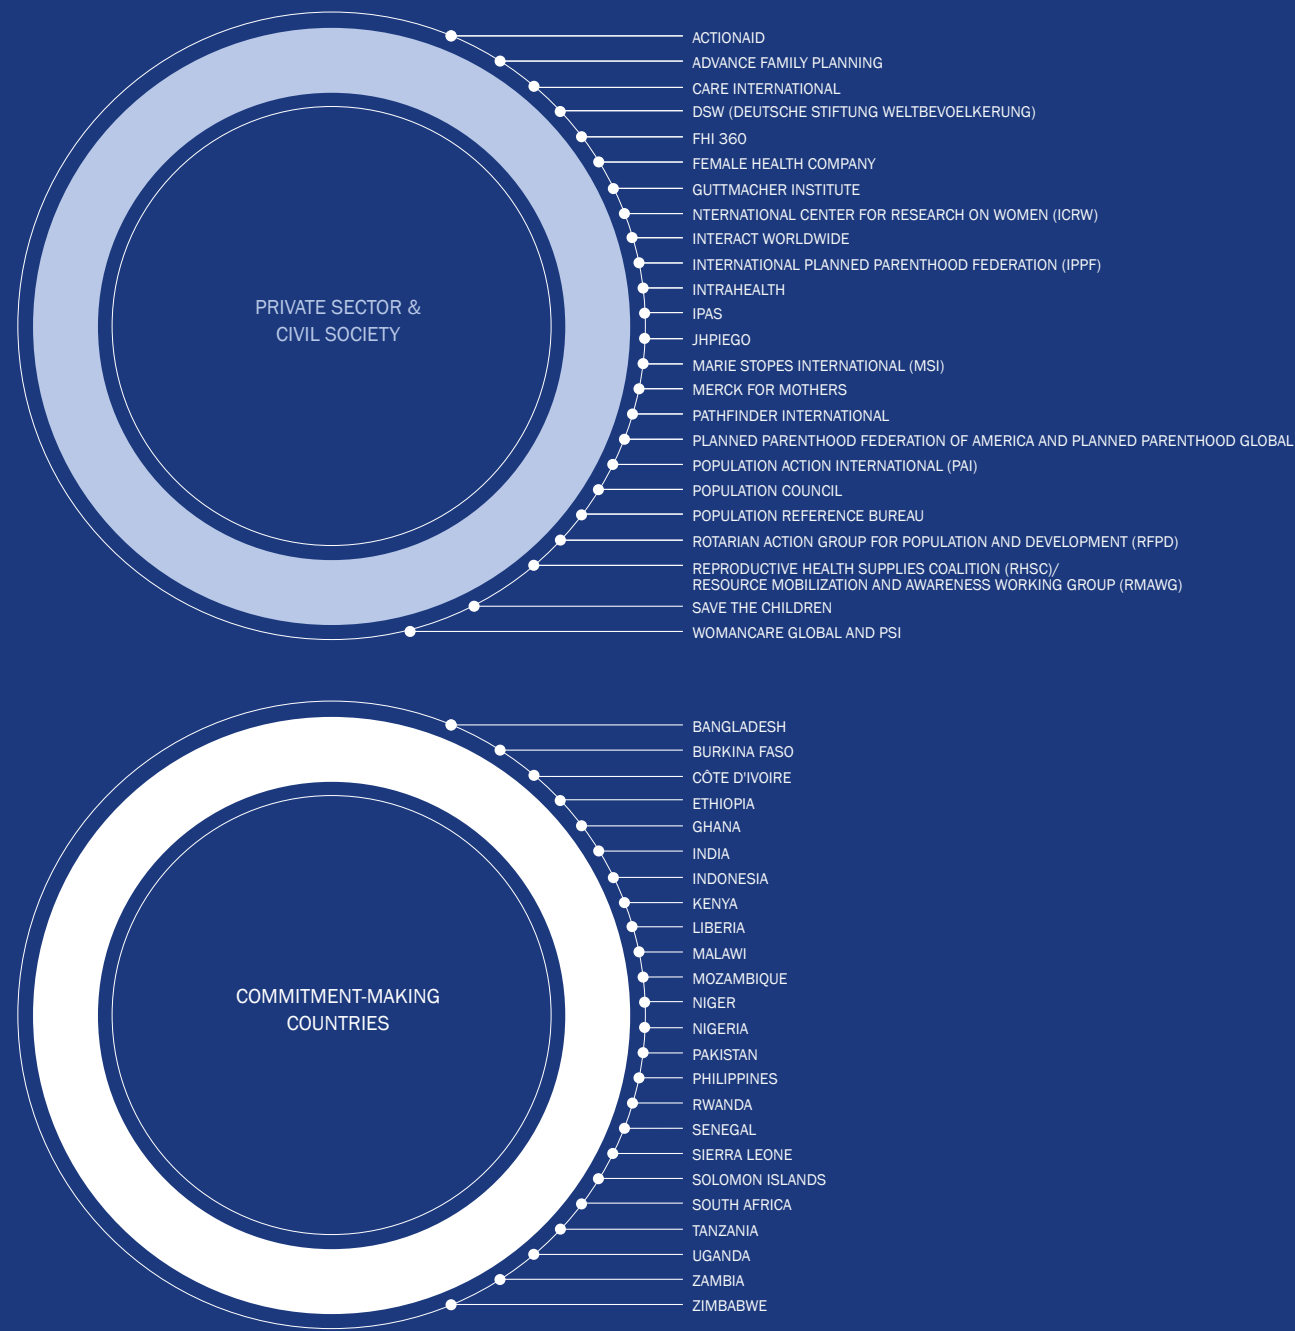 ACTIONAID
ADVANCE FAMILY PLANNING
CARE INTERNATIONAL
DSW (DEUTSCHE STIFTUNG WELTBEVOELKERUNG)
FHI 360
FEMALE HEALTH COMPANY
GUTTMACHER INSTITUTE
NTERNATIONAL CENTER FOR RESEARCH ON WOMEN (ICRW)
INTERACT WORLDWIDE
INTERNATIONAL PLANNED PARENTHOOD FEDERATION (IPPF)
INTRAHEALTH
IPAS
JHPIEGO
MARIE STOPES INTERNATIONAL (MSI)
MERCK FOR MOTHERS
PATHFINDER INTERNATIONAL
PLANNED PARENTHOOD FEDERATION OF AMERICA AND PLANNED PARENTHOOD GLOBAL
POPULATION ACTION INTERNATIONAL (PAI)
POPULATION COUNCIL
POPULATION REFERENCE BUREAU
ROTARIAN ACTION GROUP FOR POPULATION AND DEVELOPMENT (RFPD)
REPRODUCTIVE HEALTH SUPPLIES COALITION (RHSC)/
RESOURCE MOBILIZATION AND AWARENESS WORKING GROUP (RMAWG)
SAVE THE CHILDREN
WOMANCARE GLOBAL AND PSI
PRIVATE SECTOR &
CIVIL SOCIETY
BANGLADESH
BURKINA FASO
CÔTE D'IVOIRE
ETHIOPIA
GHANA
INDIA
INDONESIA
KENYA
LIBERIA
MALAWI
MOZAMBIQUE
NIGER
NIGERIA
PAKISTAN
PHILIPPINES
RWANDA
SENEGAL
SIERRA LEONE
SOLOMON ISLANDS
SOUTH AFRICA
TANZANIA
UGANDA
ZAMBIA
ZIMBABWE
COMMITMENT-MAKING
COUNTRIES